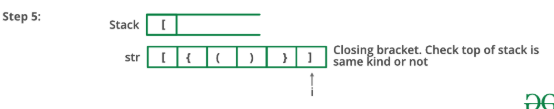 Step 5:
Stack [
str [ { ( ) } ] Closing bracket. Check top of stack is
same kind or not
i